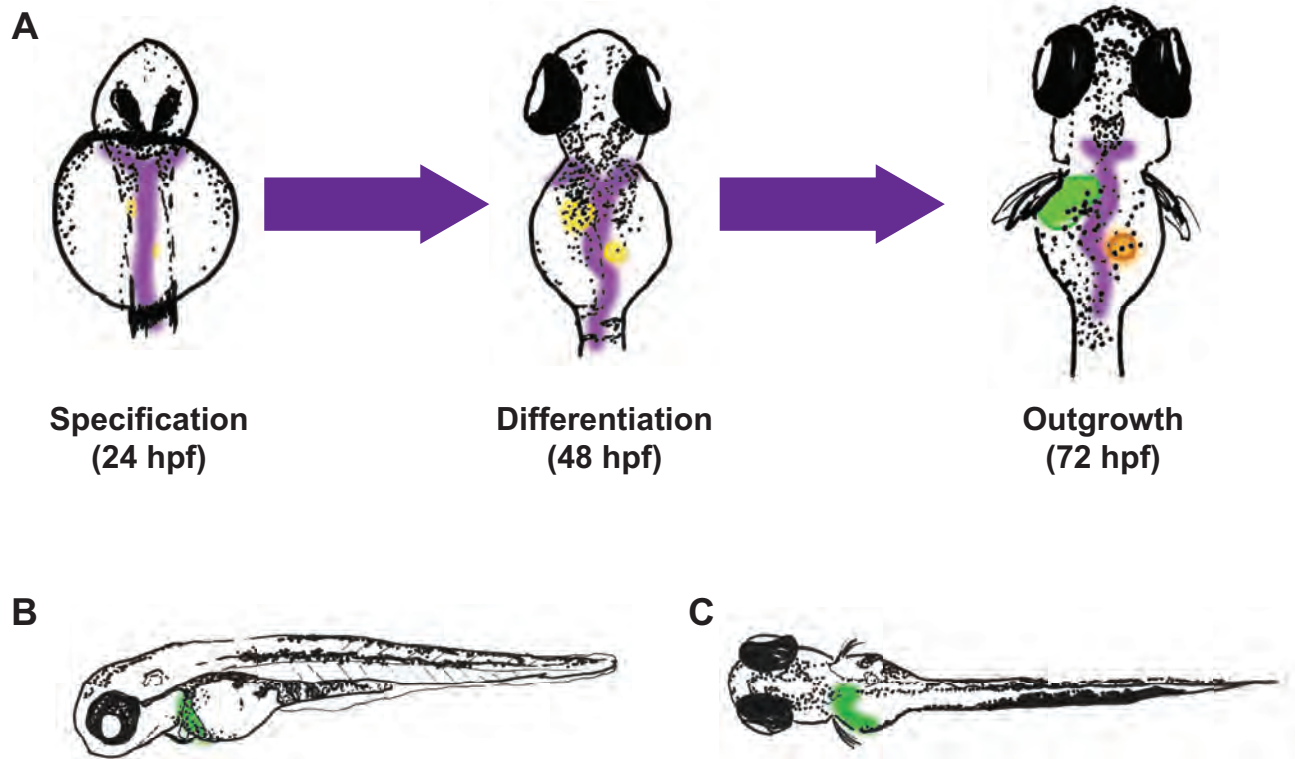 A
Specification
(24 hpf)
Differentiation
(48 hpf)
Outgrowth
(72 hpf)
B
C